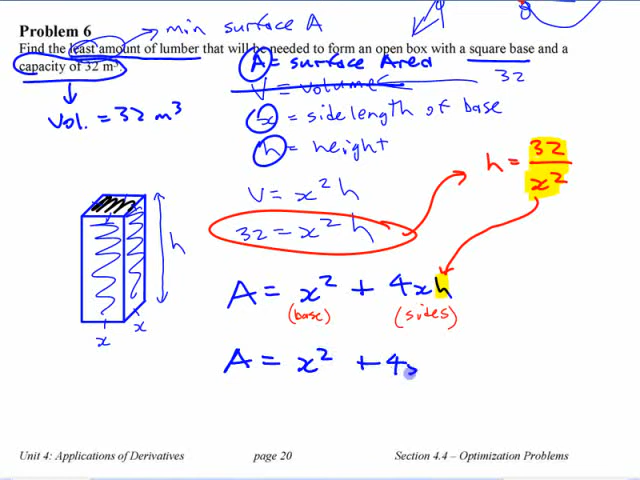 Problem 6
min surface A
Find the least amount of lumber that will be needed to form an open box with a square base and a
capacity of 32 m³.
A = surface Area
32
V = volume
vol. = 32 m³
x = side length of base
h = height
h = 32/x²
V = x² h
32 = x² h
h
x
x
A = x² + 4xh
(base) (sides)
A = x² + 4x
Unit 4: Applications of Derivatives page 20 Section 4.4 – Optimization Problems